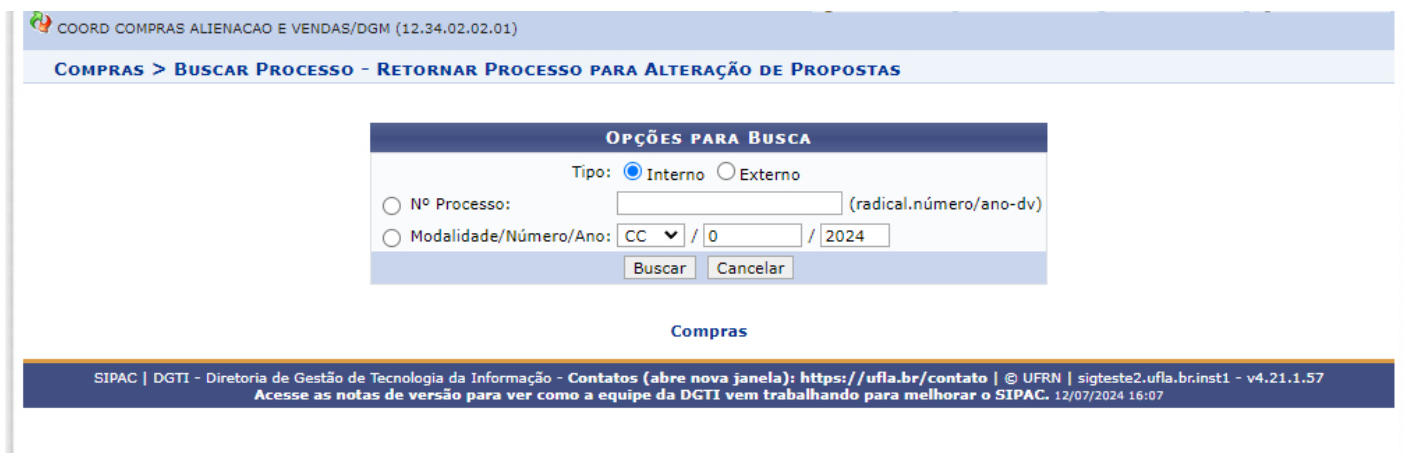 COORD COMPRAS ALIENACAO E VENDAS/DGM (12.34.02.02.01)
Compras > Buscar Processo - Retornar Processo para Alteração de Propostas
Opções para Busca
Tipo: Interno Externo
Nº Processo: (radical.número/ano-dv)
Modalidade/Número/Ano: CC / 0 / 2024
Buscar Cancelar
Compras
SIPAC | DGTI - Diretoria de Gestão de Tecnologia da Informação - Contatos (abre nova janela): https://ufla.br/contato | © UFRN | sigteste2.ufla.br.inst1 - v4.21.1.57
Acesse as notas de versão para ver como a equipe da DGTI vem trabalhando para melhorar o SIPAC. 12/07/2024 16:07